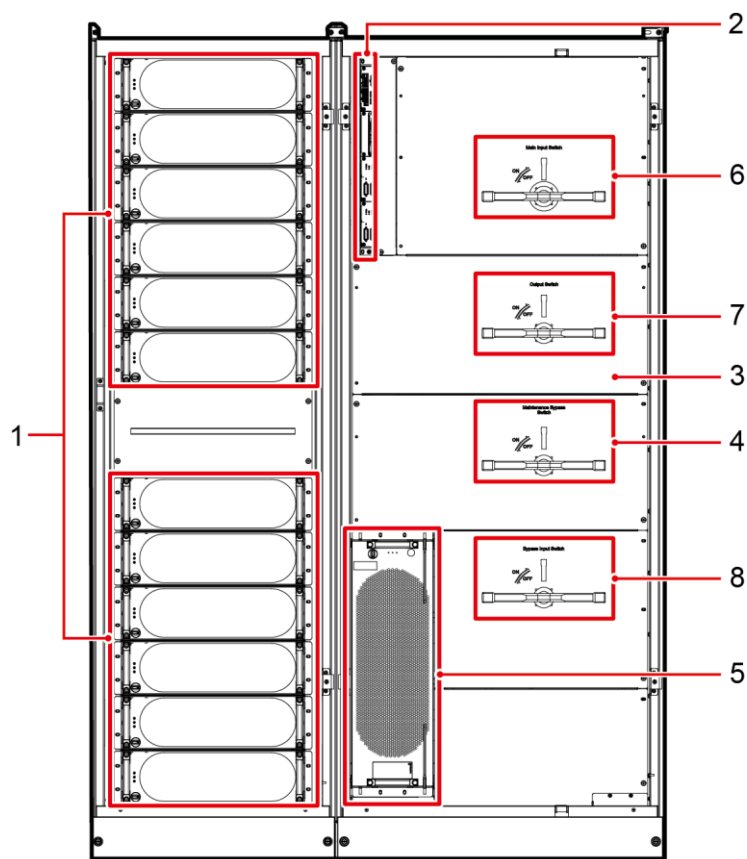 2
Main Input Switch
ON
OFF
6
Output Switch
ON
OFF
7
3
Maintenance Bypass
Switch
ON
OFF
4
1
Bypass Input Switch
ON
OFF
8
5